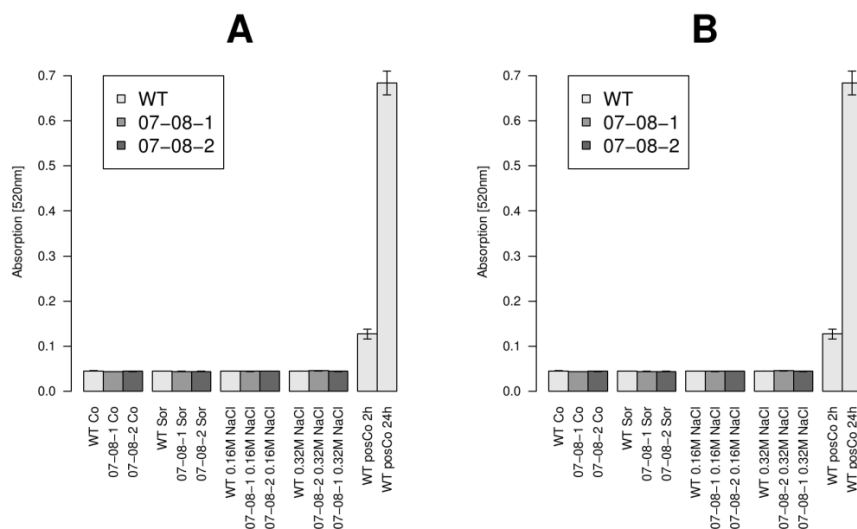 A
B
0.7
0.6
0.5
0.4
0.3
0.2
0.1
0.0
Absorption [520nm]
WT
07−08−1
07−08−2
WT Co
07−08−1 Co
07−08−2 Co
WT Sor
07−08−1 Sor
07−08−2 Sor
WT 0.16M NaCl
07−08−1 0.16M NaCl
07−08−2 0.16M NaCl
WT 0.32M NaCl
07−08−2 0.32M NaCl
07−08−1 0.32M NaCl
WT posCo 2h
WT posCo 24h
0.7
0.6
0.5
0.4
0.3
0.2
0.1
0.0
Absorption [520nm]
WT
07−08−1
07−08−2
WT Co
07−08−1 Co
07−08−2 Co
WT Sor
07−08−1 Sor
07−08−2 Sor
WT 0.16M NaCl
07−08−1 0.16M NaCl
07−08−2 0.16M NaCl
WT 0.32M NaCl
07−08−2 0.32M NaCl
07−08−1 0.32M NaCl
WT posCo 2h
WT posCo 24h